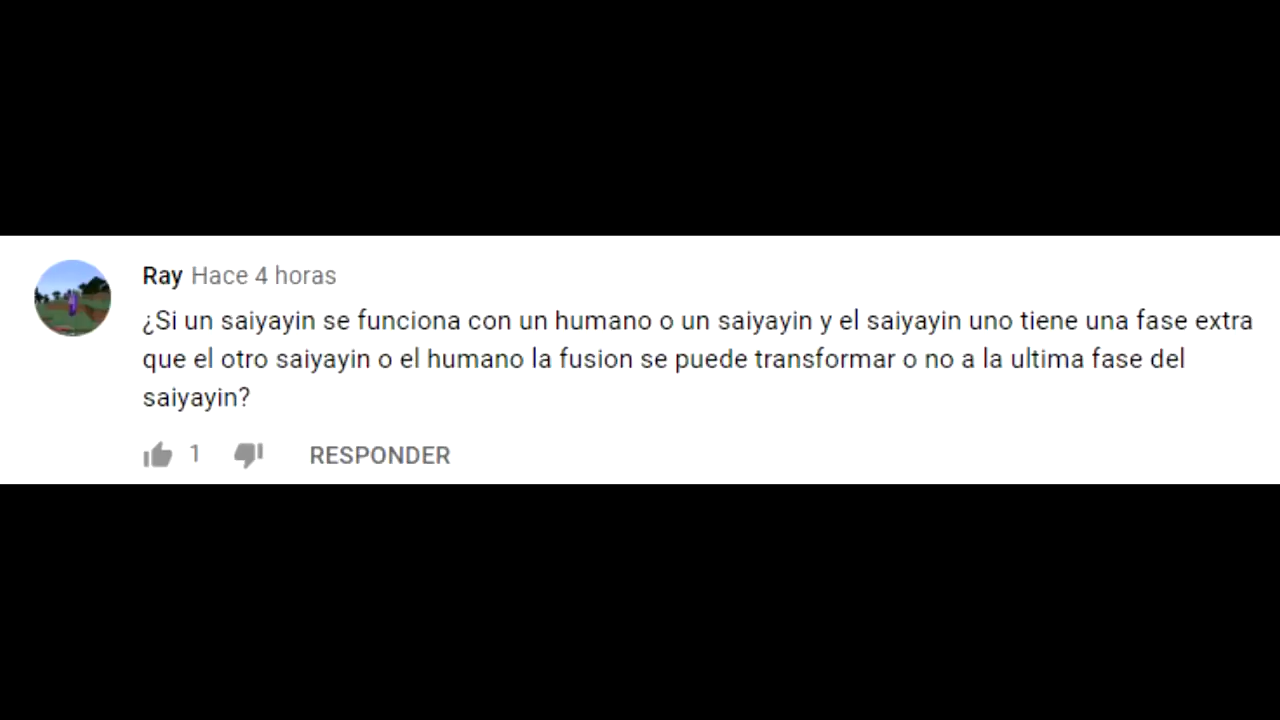 Ray Hace 4 horas
¿Si un saiyayin se funciona con un humano o un saiyayin y el saiyayin uno tiene una fase extra
que el otro saiyayin o el humano la fusion se puede transformar o no a la ultima fase del
saiyayin?
1 RESPONDER